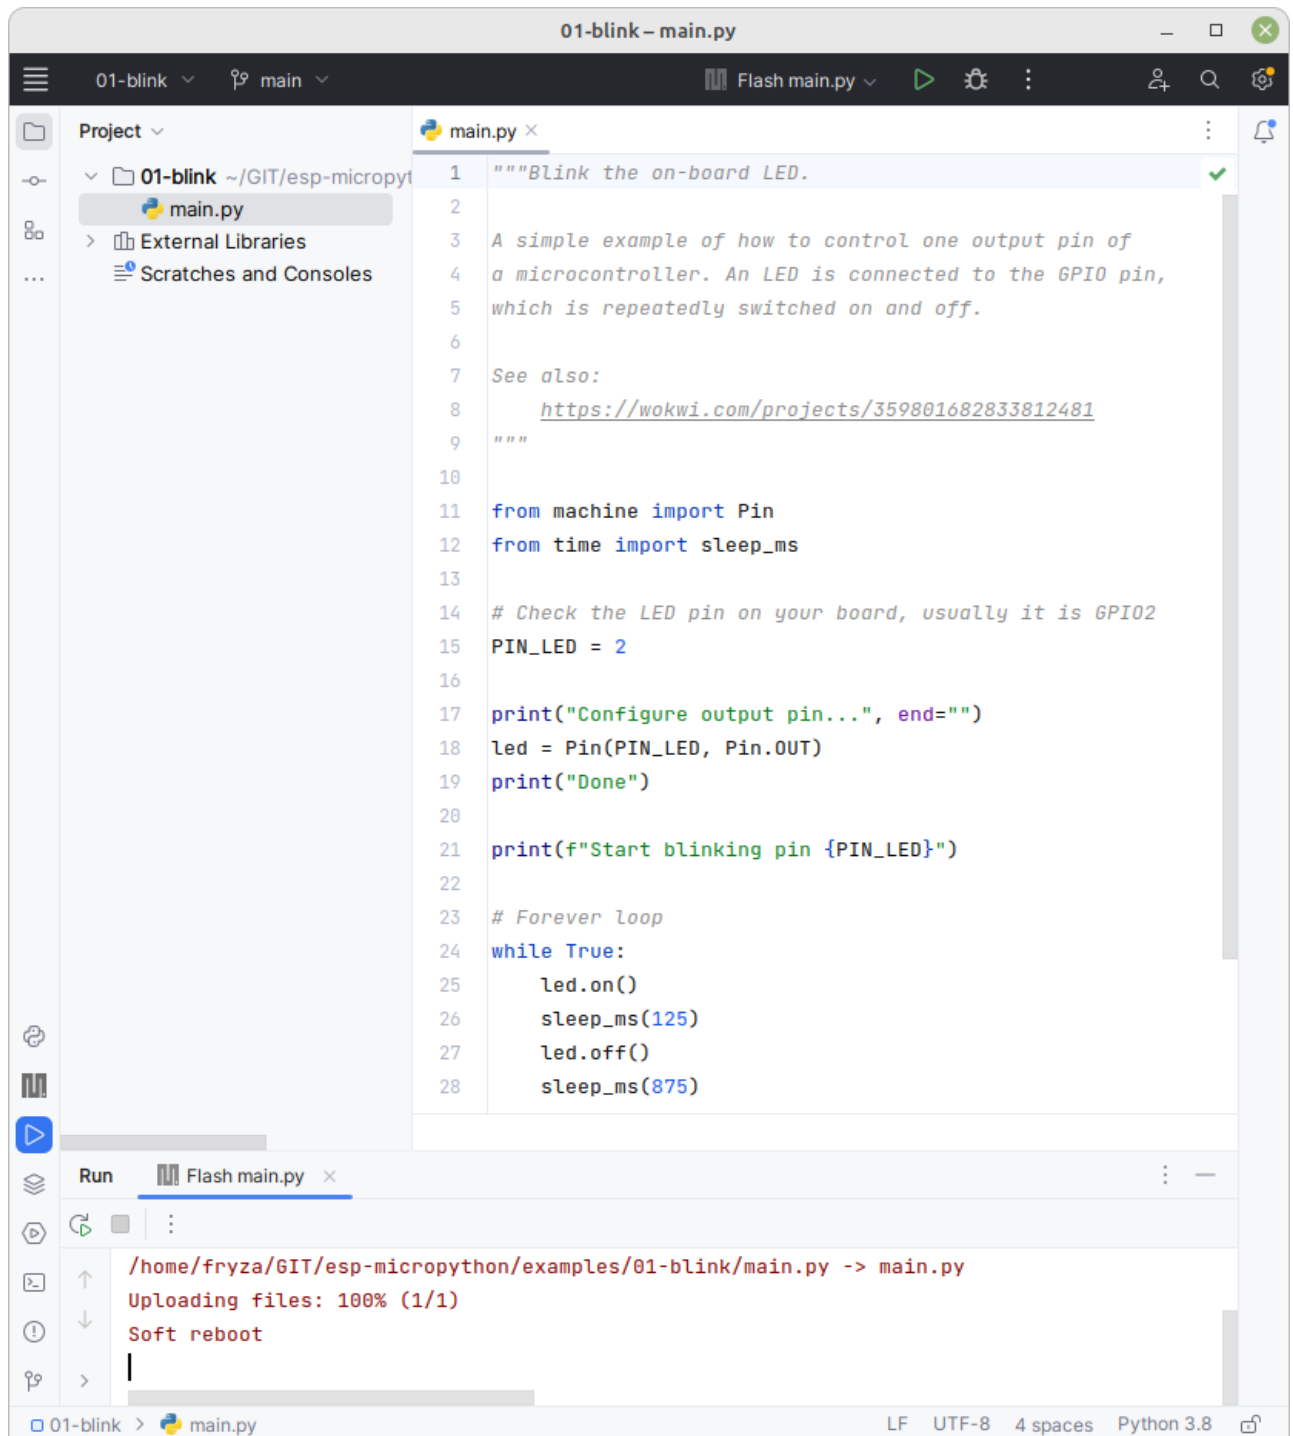 01-blink – main.py
01-blink main Flash main.py
Project
main.py
01-blink ~/GIT/esp-micropyt
main.py
External Libraries
Scratches and Consoles
1 """Blink the on-board LED.
2
3 A simple example of how to control one output pin of
4 a microcontroller. An LED is connected to the GPIO pin,
5 which is repeatedly switched on and off.
6
7 See also:
8 https://wokwi.com/projects/359801682833812481
9 """
10
11 from machine import Pin
12 from time import sleep_ms
13
14 # Check the LED pin on your board, usually it is GPIO2
15 PIN_LED = 2
16
17 print("Configure output pin...", end="")
18 led = Pin(PIN_LED, Pin.OUT)
19 print("Done")
20
21 print(f"Start blinking pin {PIN_LED}")
22
23 # Forever loop
24 while True:
25 led.on()
26 sleep_ms(125)
27 led.off()
28 sleep_ms(875)
Run Flash main.py
/home/fryza/GIT/esp-micropython/examples/01-blink/main.py -> main.py
Uploading files: 100% (1/1)
Soft reboot
01-blink > main.py LF UTF-8 4 spaces Python 3.8